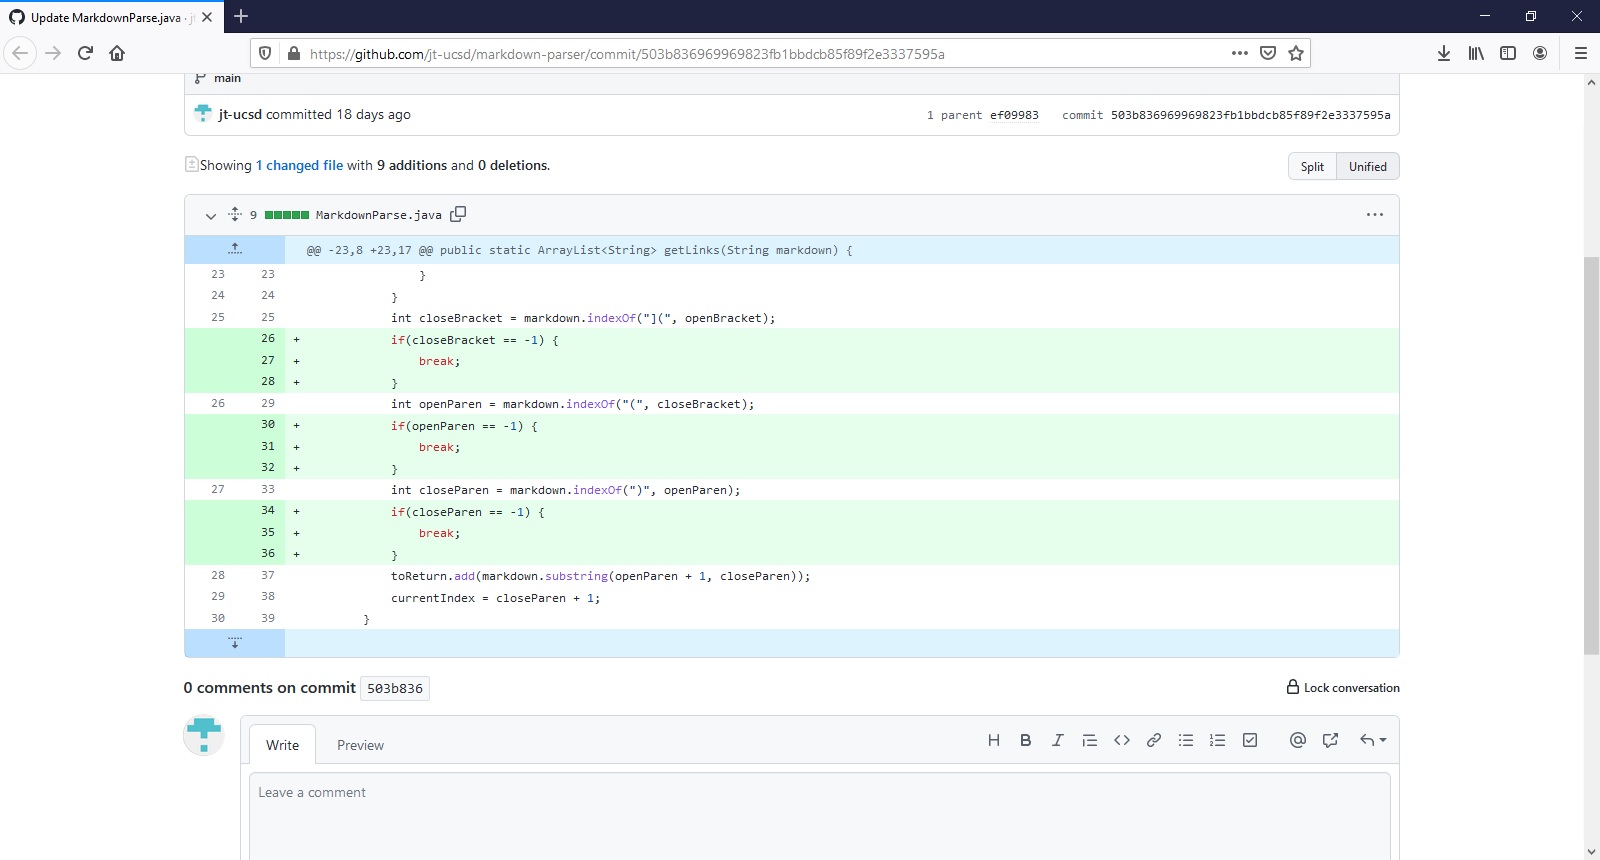 Update MarkdownParse.java · jt
https://github.com/jt-ucsd/markdown-parser/commit/503b836969969823fb1bbdcb85f89f2e3337595a
main
jt-ucsd committed 18 days ago
1 parent ef09983 commit 503b836969969823fb1bbdcb85f89f2e3337595a
Showing 1 changed file with 9 additions and 0 deletions.
Split Unified
9 MarkdownParse.java
@@ -23,8 +23,17 @@ public static ArrayList<String> getLinks(String markdown) {
23 23 }
24 24 }
25 25 int closeBracket = markdown.indexOf("](", openBracket);
26 + if(closeBracket == -1) {
27 + break;
28 + }
26 29 int openParen = markdown.indexOf("(", closeBracket);
30 + if(openParen == -1) {
31 + break;
32 + }
27 33 int closeParen = markdown.indexOf(")", openParen);
34 + if(closeParen == -1) {
35 + break;
36 + }
28 37 toReturn.add(markdown.substring(openParen + 1, closeParen));
29 38 currentIndex = closeParen + 1;
30 39 }
0 comments on commit 503b836
Lock conversation
Write Preview
Leave a comment